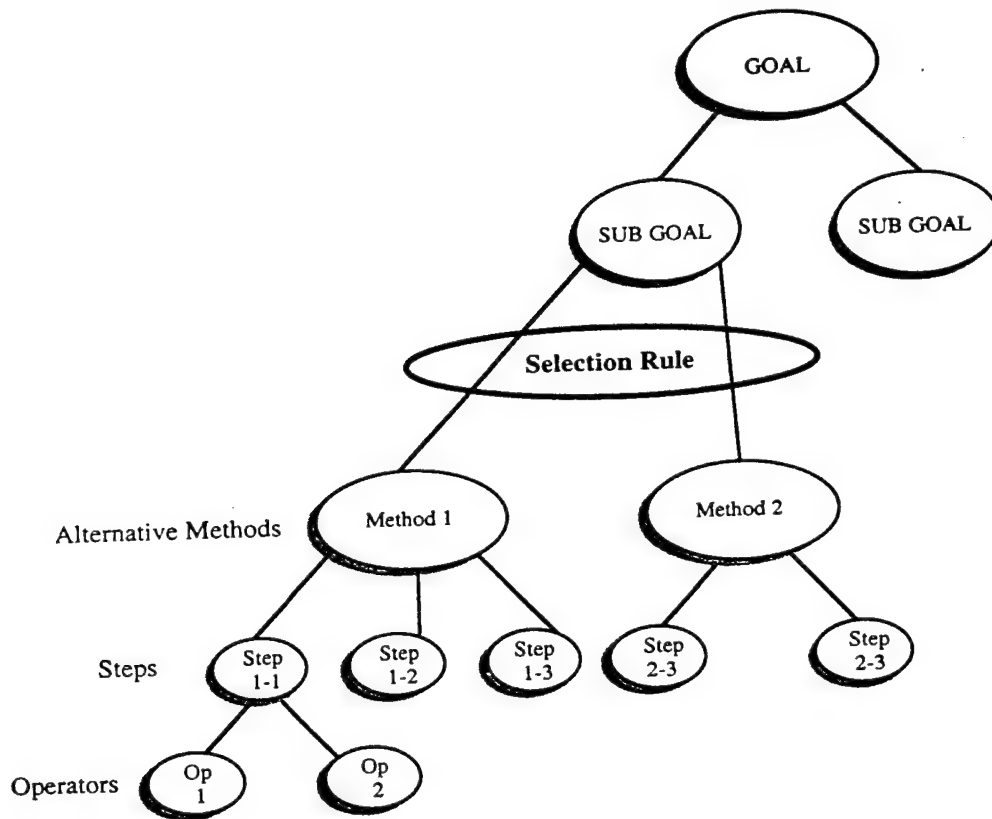 GOAL
SUB GOAL
SUB GOAL
Selection Rule
Alternative Methods
Method 1
Method 2
Steps
Step
1-1
Step
1-2
Step
1-3
Step
2-3
Step
2-3
Operators
Op
1
Op
2